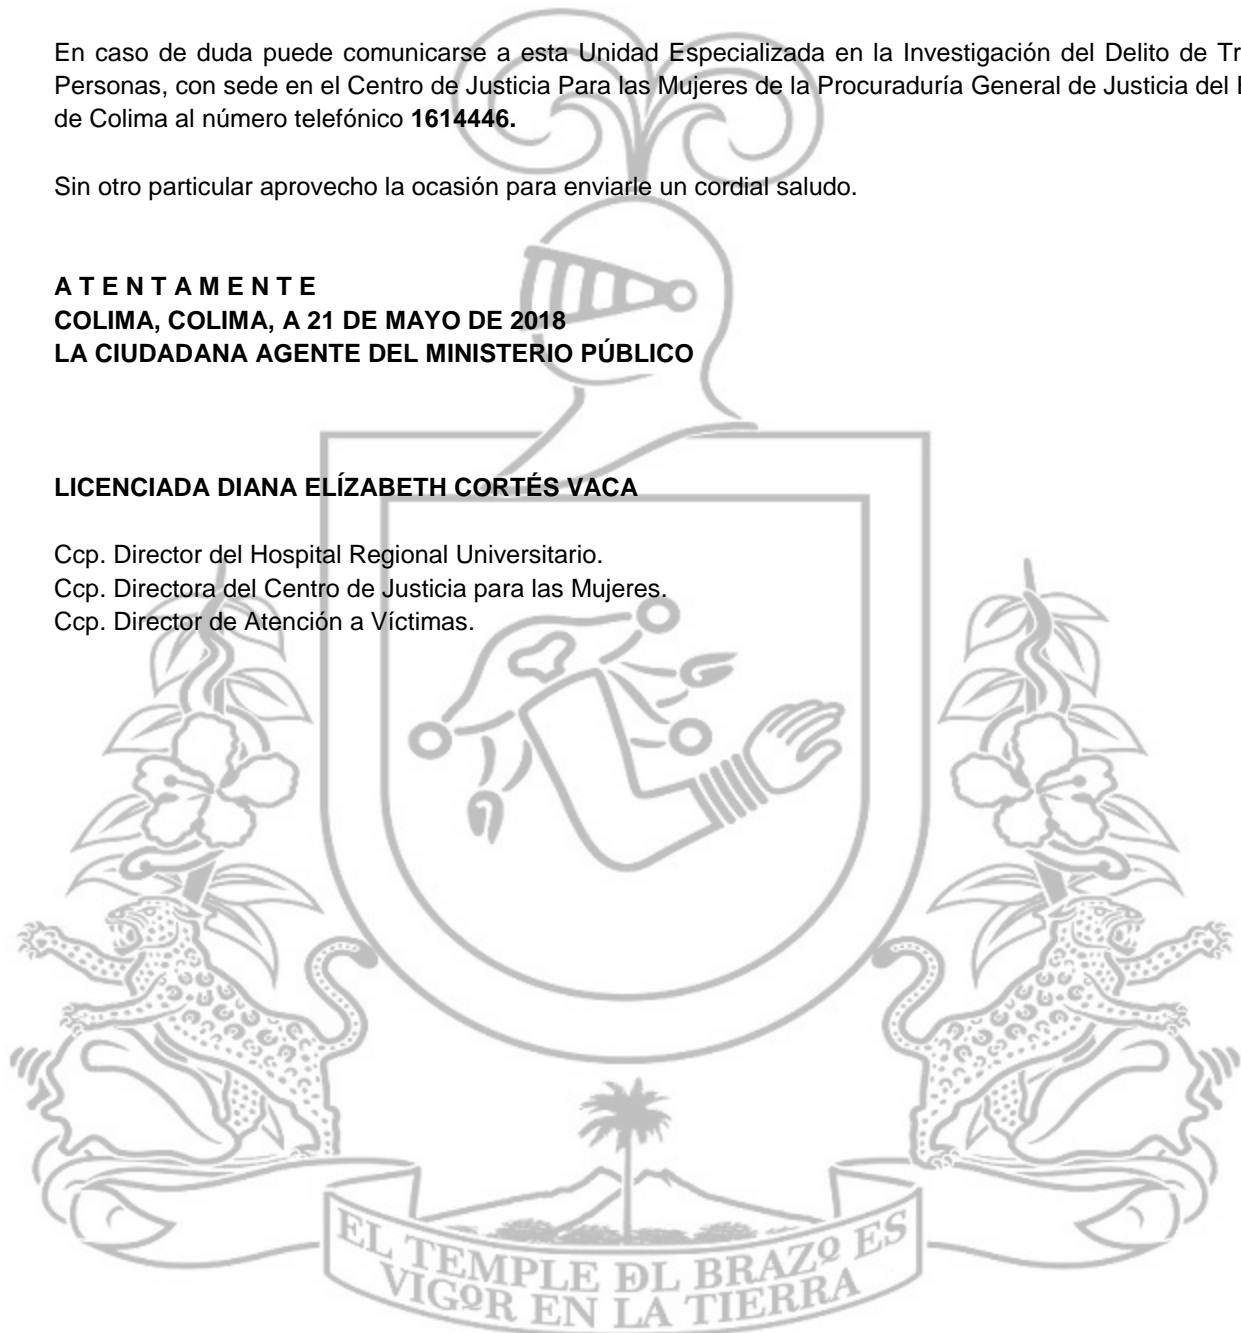 En caso de duda puede comunicarse a esta Unidad Especializada en la Investigación del Delito de
Personas, con sede en el Centro de Justicia Para las Mujeres de la Procuraduría General de Justicia del
de Colima al número telefónico 1614446.
Sin otro particular aprovecho la ocasión para enviarle un cordial saludo.
A T E N T A M E N T E
COLIMA, COLIMA, A 21 DE MAYO DE 2018
LA CIUDADANA AGENTE DEL MINISTERIO PÚBLICO
LICENCIADA DIANA ELÍZABETH CORTÉS VACA
Ccp. Director del Hospital Regional Universitario.
Ccp. Directora del Centro de Justicia para las Mujeres.
Ccp. Director de Atención a Víctimas.
EL TEMPLE DL BRAZO ES
VIGOR EN LA TIERRA